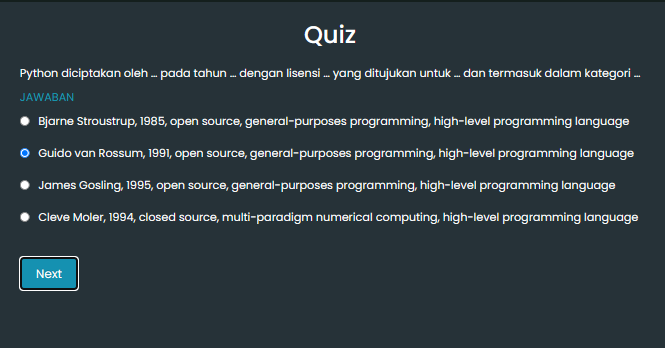 Quiz
Python diciptakan oleh ... pada tahun ... dengan lisensi ... yang ditujukan untuk ... dan termasuk dalam kategori ...
JAWABAN
Bjarne Stroustrup, 1985, open source, general-purposes programming, high-level programming language
Guido van Rossum, 1991, open source, general-purposes programming, high-level programming language
James Gosling, 1995, open source, general-purposes programming, high-level programming language
Cleve Moler, 1994, closed source, multi-paradigm numerical computing, high-level programming language
Next